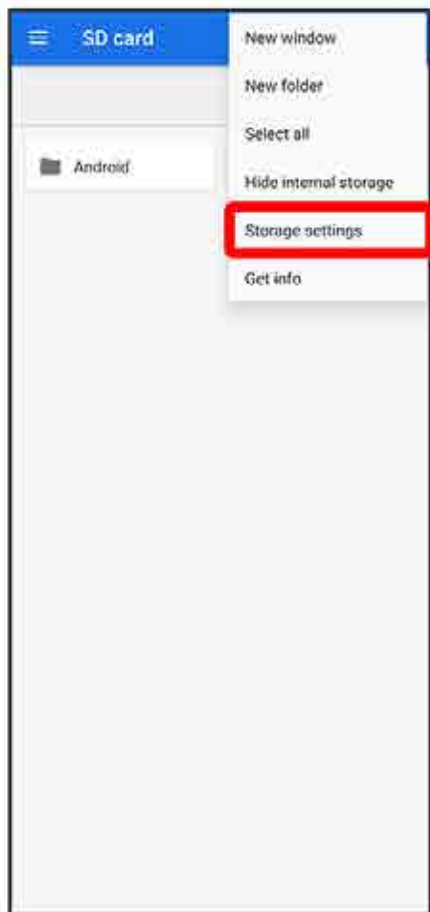 SD card
New window
New folder
Select all
Android
Hide internal storage
Storage settings
Get info